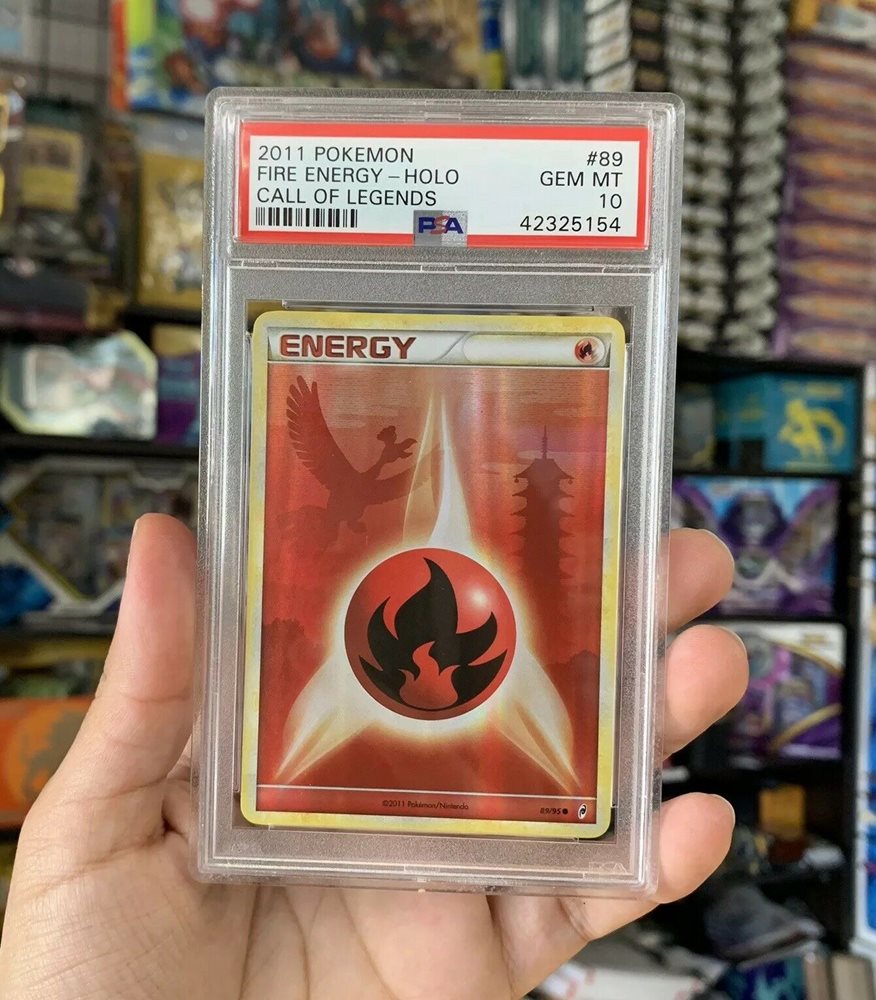 2011 POKEMON #89
FIRE ENERGY – HOLO GEM MT
CALL OF LEGENDS 10
PSA 42325154
ENERGY
©2011 Pokémon/Nintendo 89/95
PSA